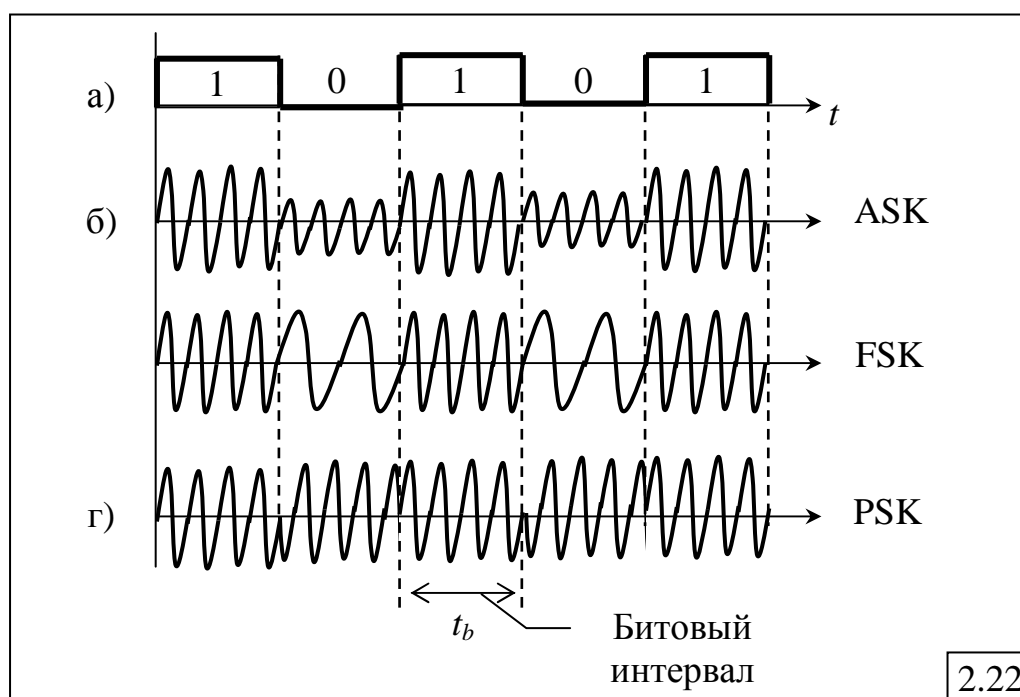 а)
1 0 1 0 1
t
б)
ASK
FSK
г)
PSK
t_b
Битовый
интервал
2.22